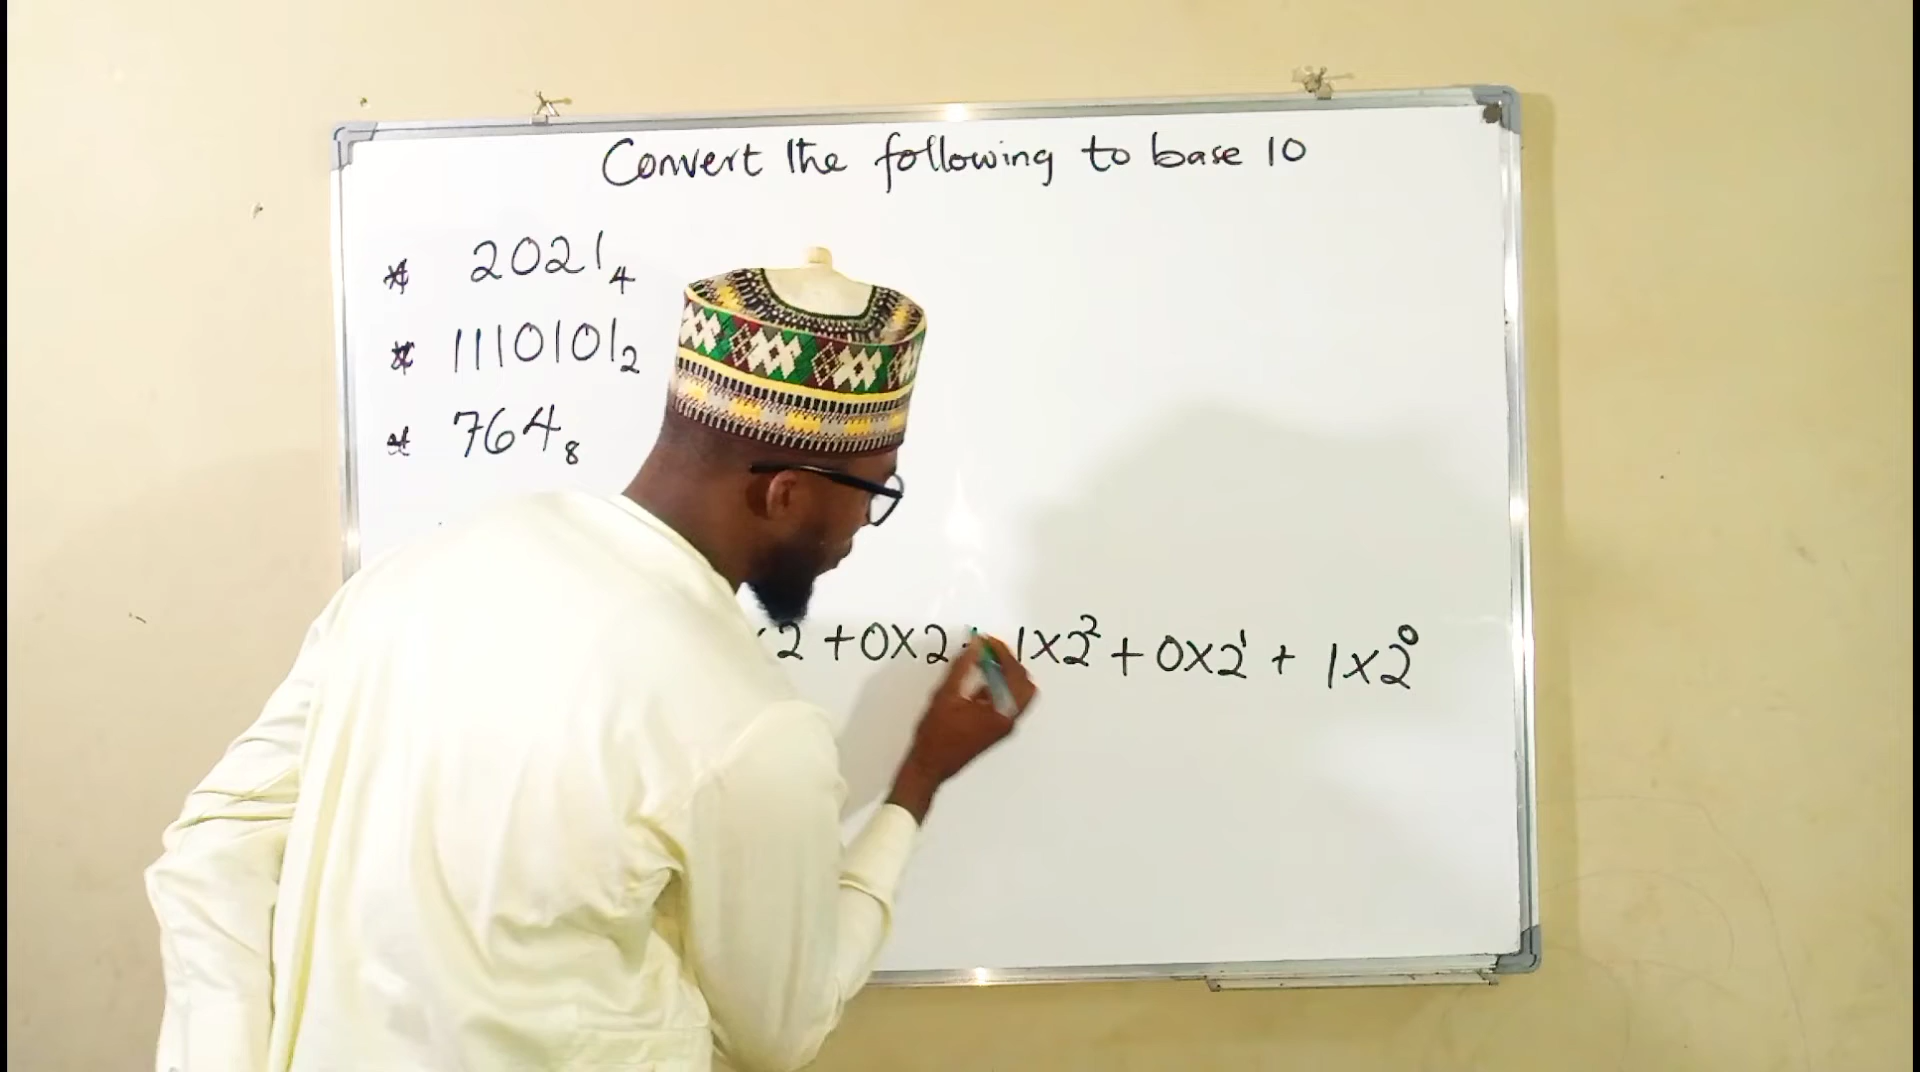 Convert the following to base 10
* 2021₄
* 1110101₂
* 764₈
×2 +0×2+ 1×2² + 0×2¹ + 1×2⁰